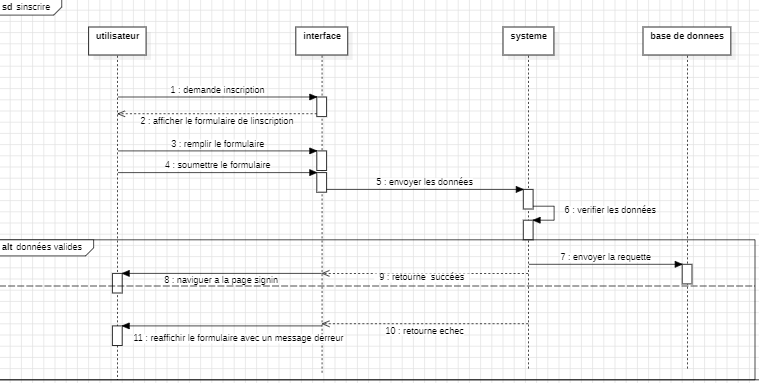 sd sinscrire
utilisateur
interface
systeme
base de donnees
1 : demande inscription
2 : afficher le formulaire de linscription
3 : remplir le formulaire
4 : soumettre le formulaire
5 : envoyer les données
6 : verifier les données
alt données valides
7 : envoyer la requette
8 : naviguer a la page signin
9 : retourne succées
10 : retourne echec
11 : reaffichir le formulaire avec un message derreur